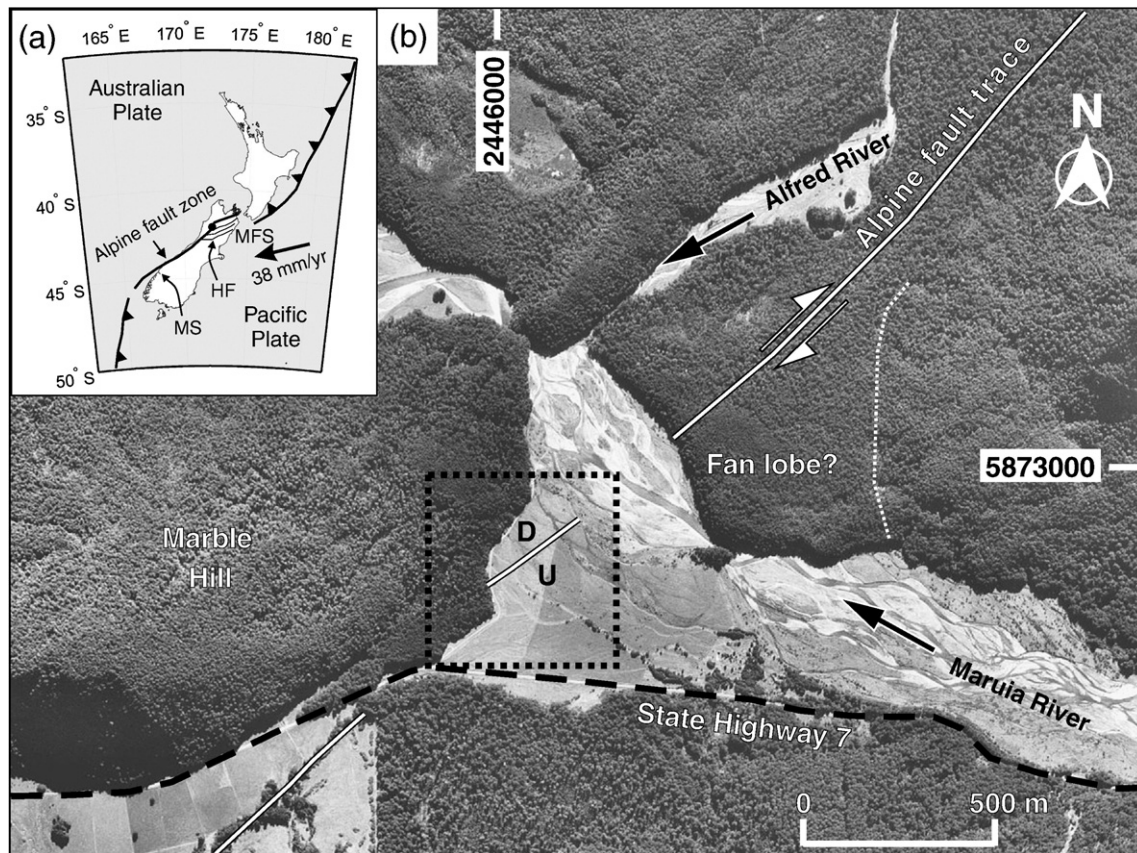 (a)
165° E
170° E
175° E
180° E
35° S
40° S
45° S
50° S
Australian
Plate
Alpine fault zone
MFS
HF
MS
38 mm/yr
Pacific
Plate
(b)
2446000
N
Alfred River
Alpine fault trace
Fan lobe?
5873000
Marble
Hill
D
U
Maruia River
State Highway 7
0
500 m